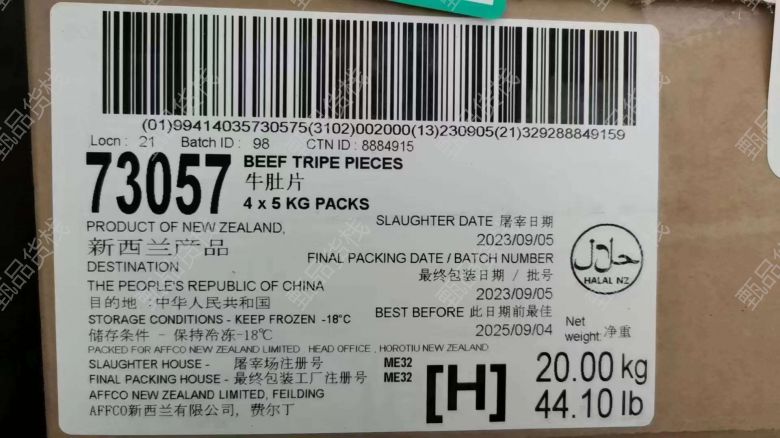 (01)99414035730575(3102)002000(13)230905(21)329288849159
Locn : 21 Batch ID : 98 CTN ID : 8884915
73057
BEEF TRIPE PIECES
牛肚片
4 x 5 KG PACKS
PRODUCT OF NEW ZEALAND,
新西兰产品
DESTINATION
THE PEOPLE'S REPUBLIC OF CHINA
目的地 :中华人民共和国
STORAGE CONDITIONS - KEEP FROZEN -18°C
储存条件 - 保持冷冻-18°C
SLAUGHTER DATE 屠宰日期
2023/09/05
FINAL PACKING DATE / BATCH NUMBER
最终包装日期 / 批号
2023/09/05
BEST BEFORE 此日期前最佳
2025/09/04
حلال
HALAL NZ
PACKED FOR AFFCO NEW ZEALAND LIMITED HEAD OFFICE , HOROTIU NEW ZEALAND
SLAUGHTER HOUSE - 屠宰场注册号 ME32
FINAL PACKING HOUSE - 最终包装工厂注册号 ME32
AFFCO NEW ZEALAND LIMITED, FEILDING
AFFCO新西兰有限公司, 费尔丁
[H]
Net weight 净重
20.00 kg
44.10 lb
甄品货栈